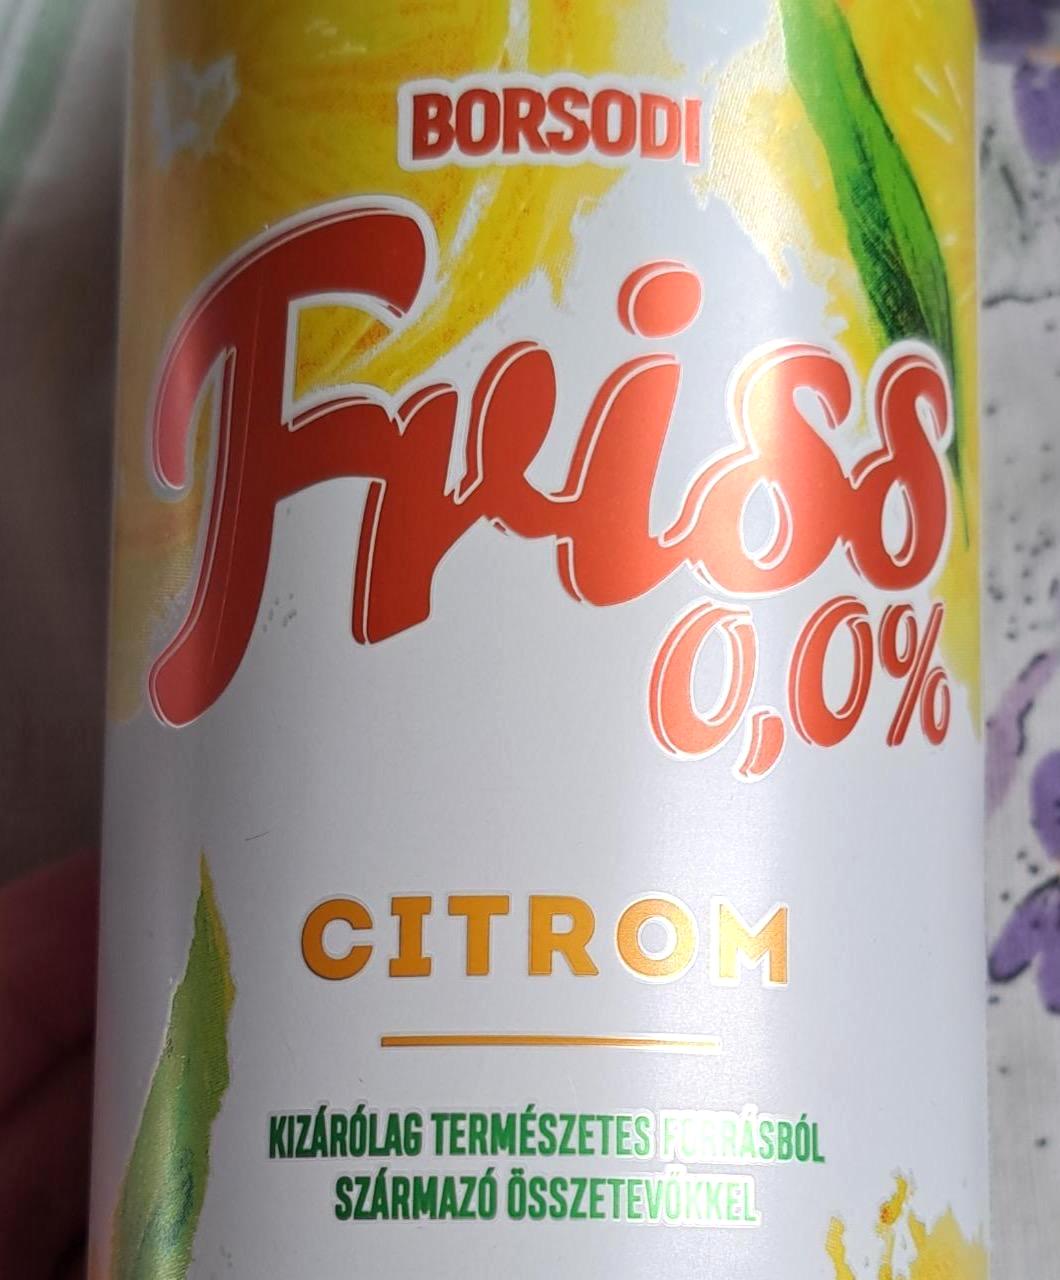 BORSODI
Friss
0,0%
CITROM
KIZÁRÓLAG TERMÉSZETES FORRÁSBÓL
SZÁRMAZÓ ÖSSZETEVŐKKEL